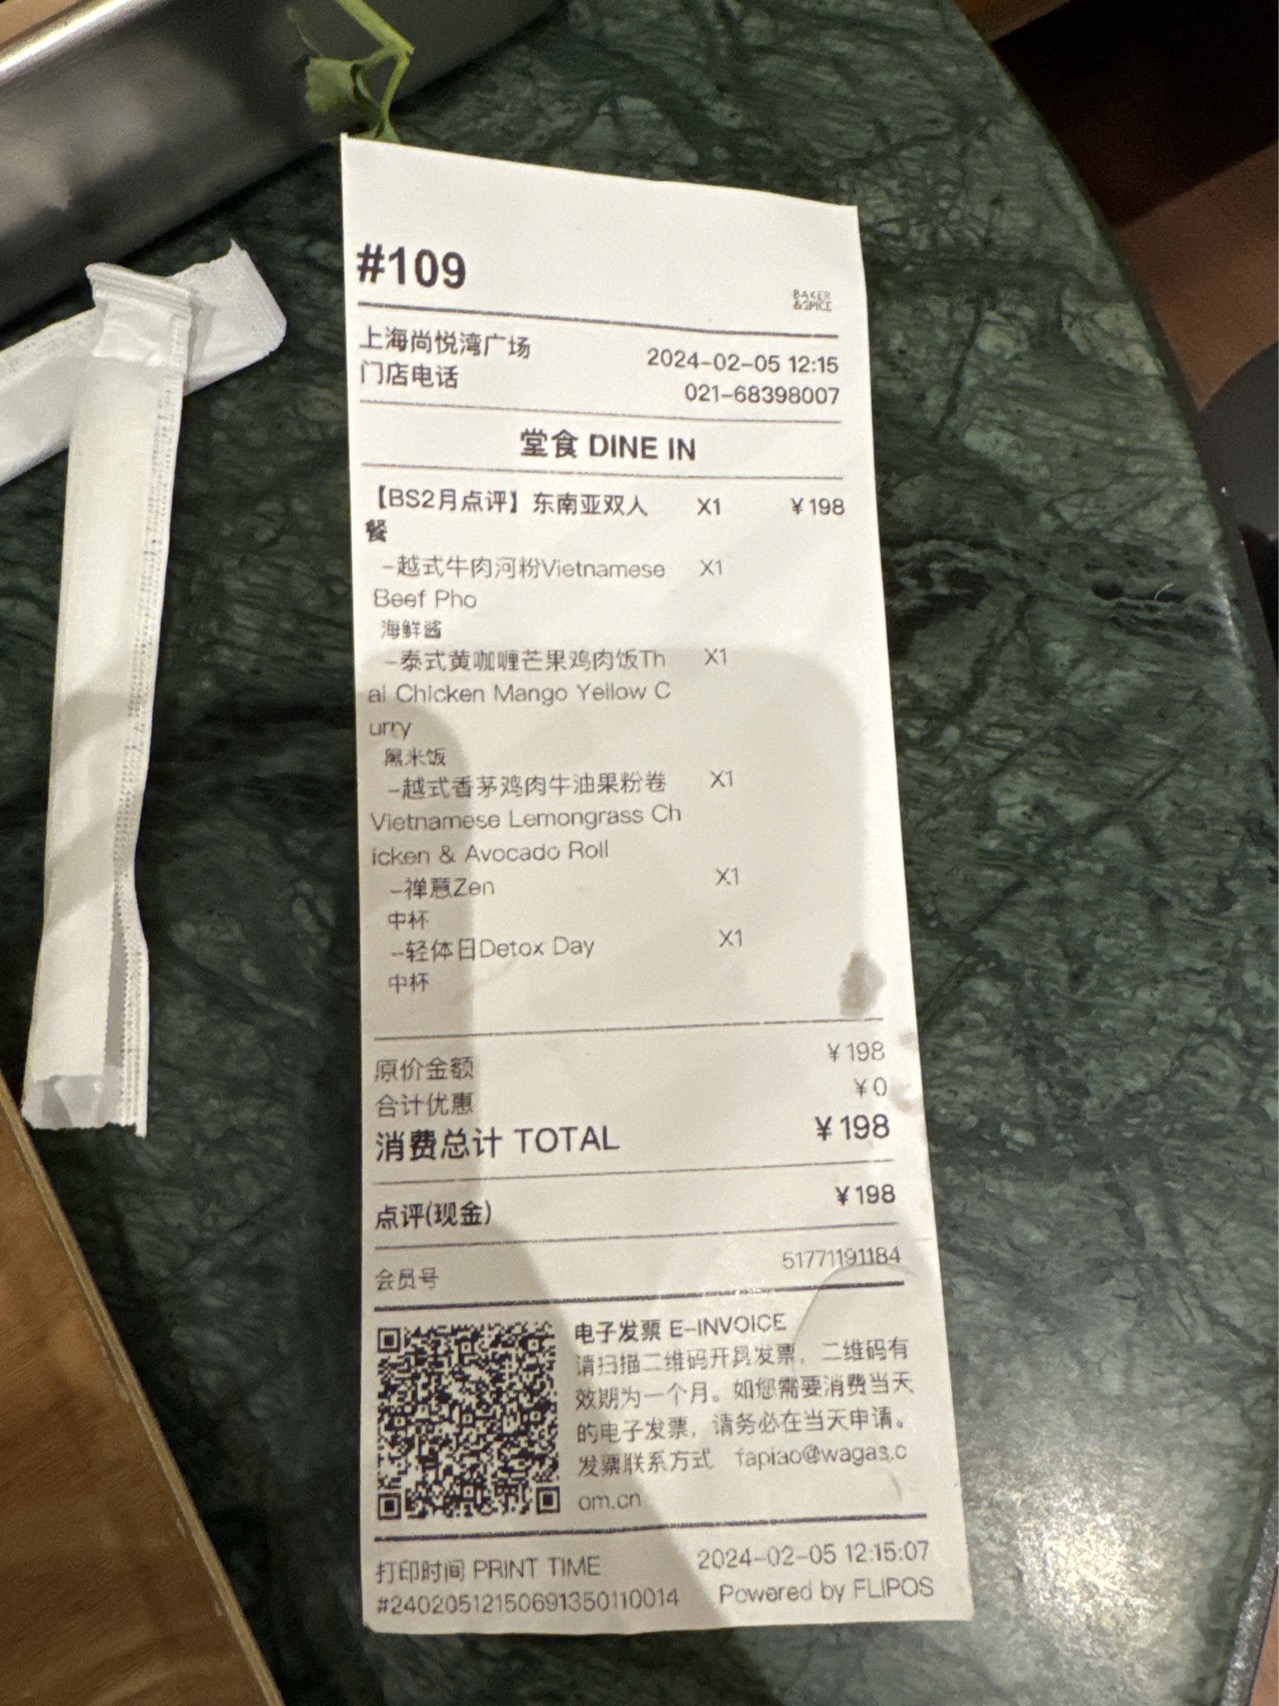 #109
BAKER
&SPICE
上海尚悦湾广场 2024-02-05 12:15
门店电话 021-68398007
堂食 DINE IN
【BS2月点评】东南亚双人 X1 ¥198
餐
-越式牛肉河粉Vietnamese X1
Beef Pho
海鲜酱
-泰式黄咖喱芒果鸡肉饭Th X1
ai Chicken Mango Yellow C
urry
黑米饭
-越式香茅鸡肉牛油果粉卷 X1
Vietnamese Lemongrass Ch
icken & Avocado Roll
-禅意Zen X1
中杯
-轻体日Detox Day X1
中杯
原价金额 ¥198
合计优惠 ¥0
消费总计 TOTAL ¥198
点评(现金) ¥198
会员号 51771191184
电子发票 E-INVOICE
请扫描二维码开具发票，二维码有
效期为一个月。如您需要消费当天
的电子发票，请务必在当天申请。
发票联系方式 fapiao@wagas.c
om.cn
打印时间 PRINT TIME 2024-02-05 12:15:07
#24020512150691350110014 Powered by FLIPOS